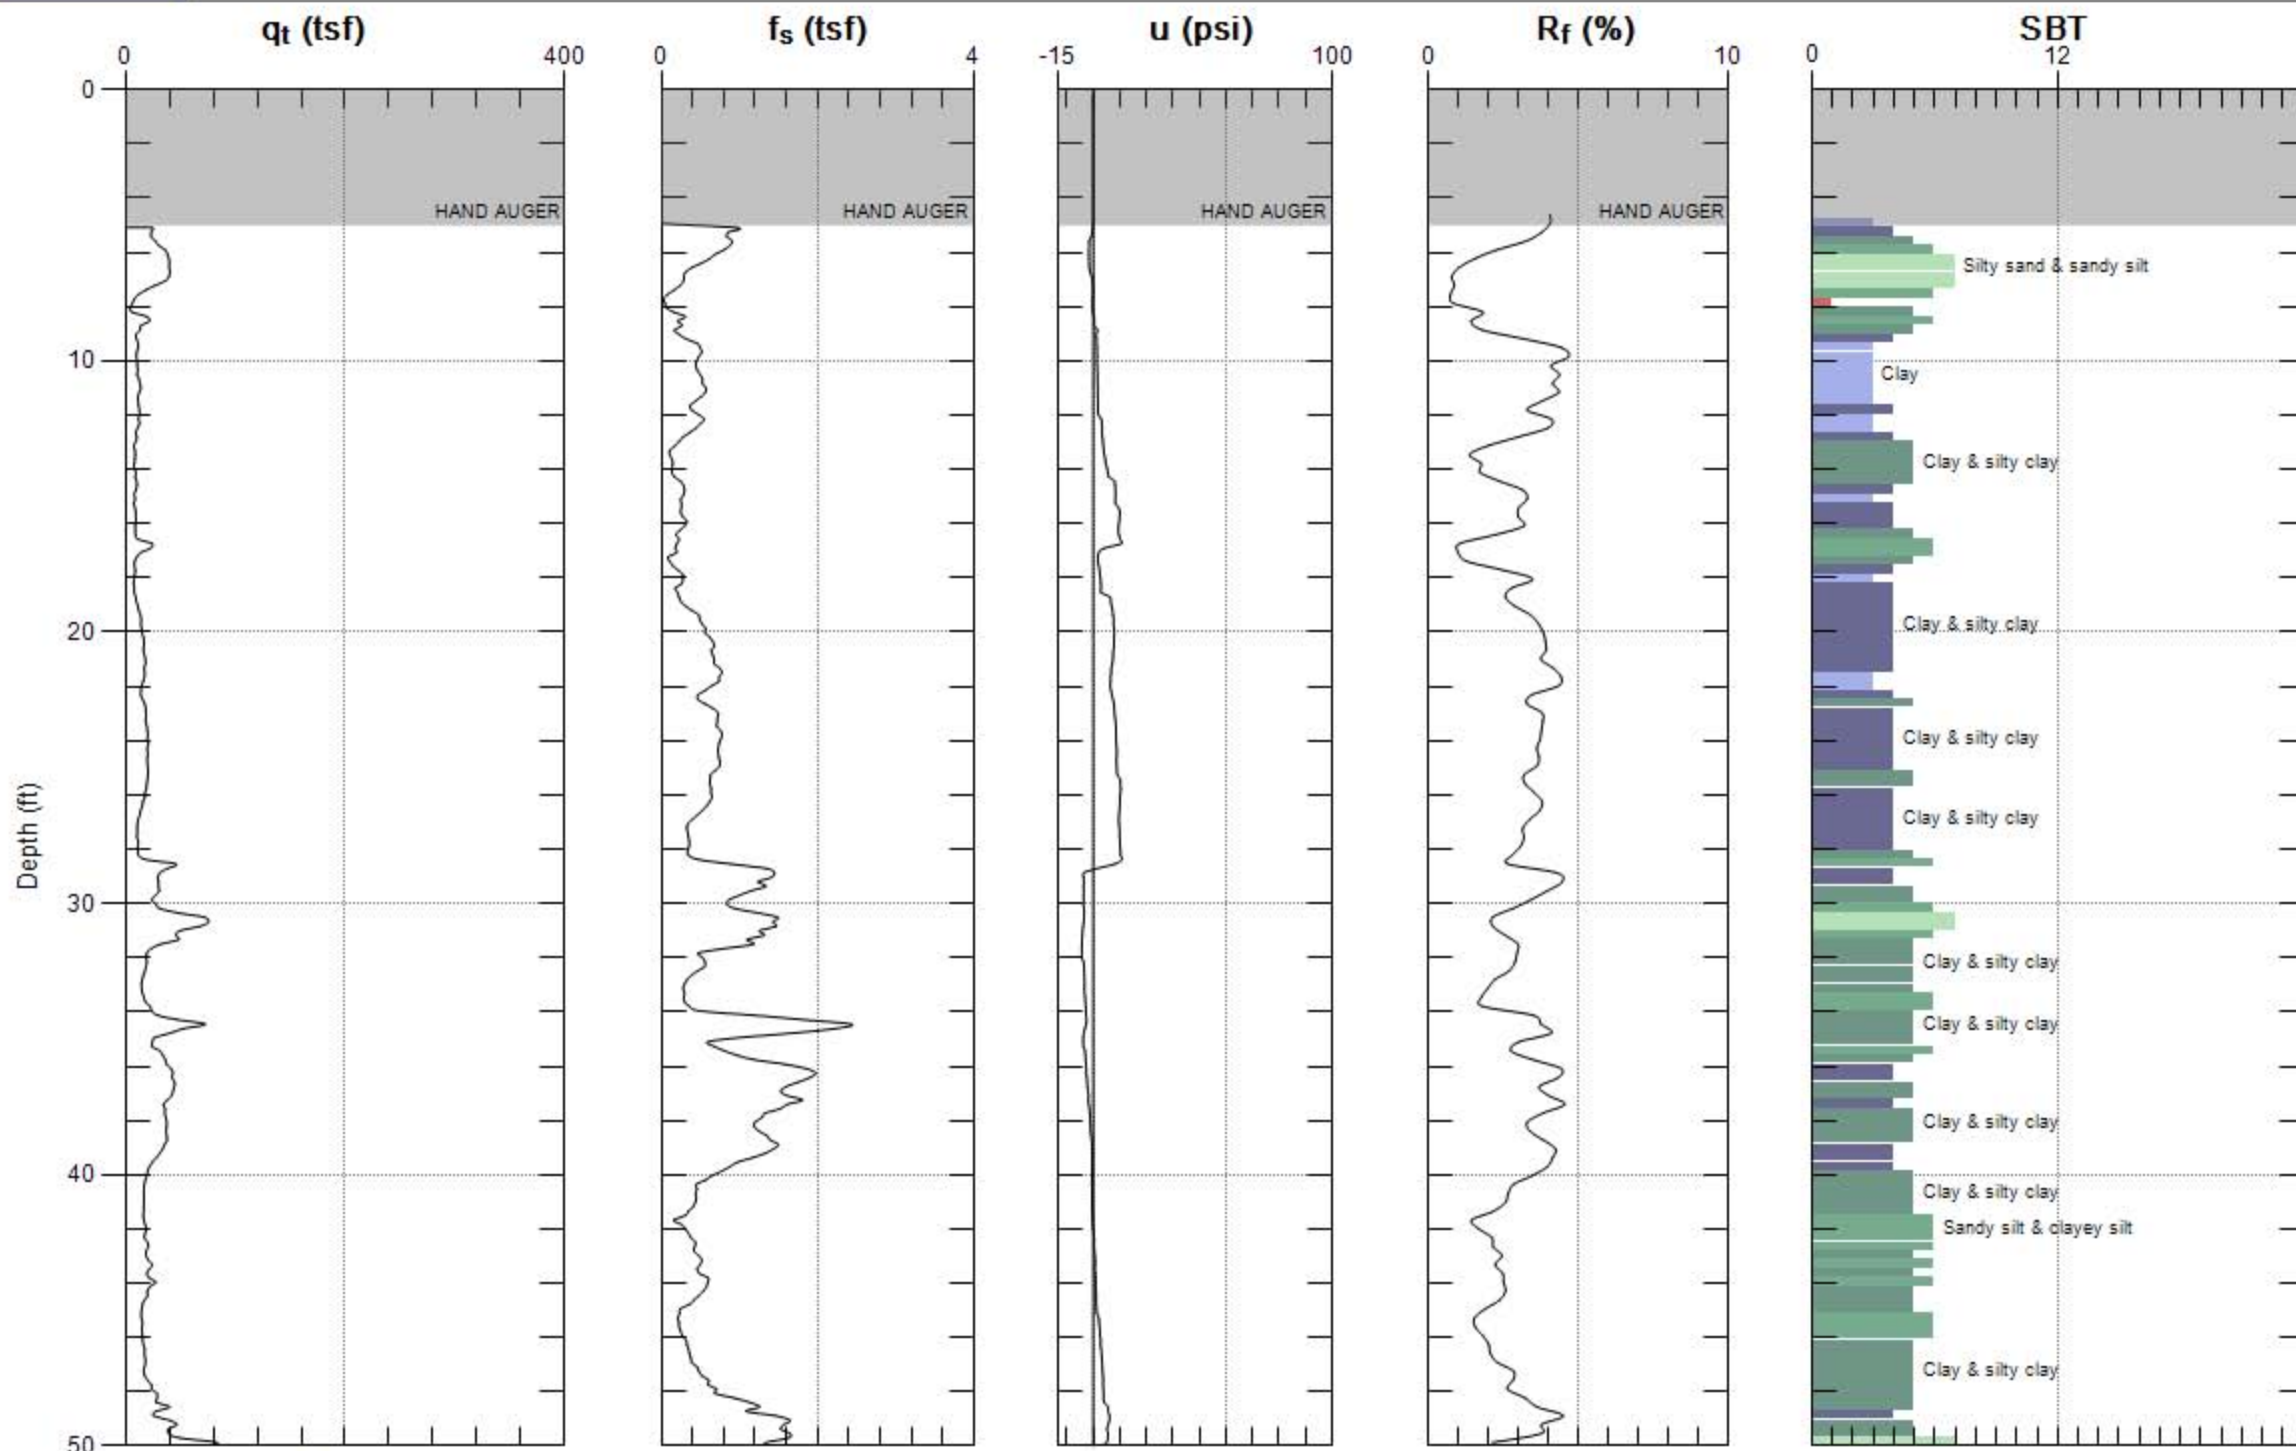 qt (tsf) fs (tsf) u (psi) Rf (%) SBT
0 400 0 4 -15 100 0 10 0 12
0
HAND AUGER HAND AUGER HAND AUGER HAND AUGER
Silty sand & sandy silt
10
Clay
Clay & silty clay
20
Clay & silty clay
Clay & silty clay
Depth (ft)
Clay & silty clay
30
Clay & silty clay
Clay & silty clay
Clay & silty clay
40
Clay & silty clay
Sandy silt & clayey silt
Clay & silty clay
50